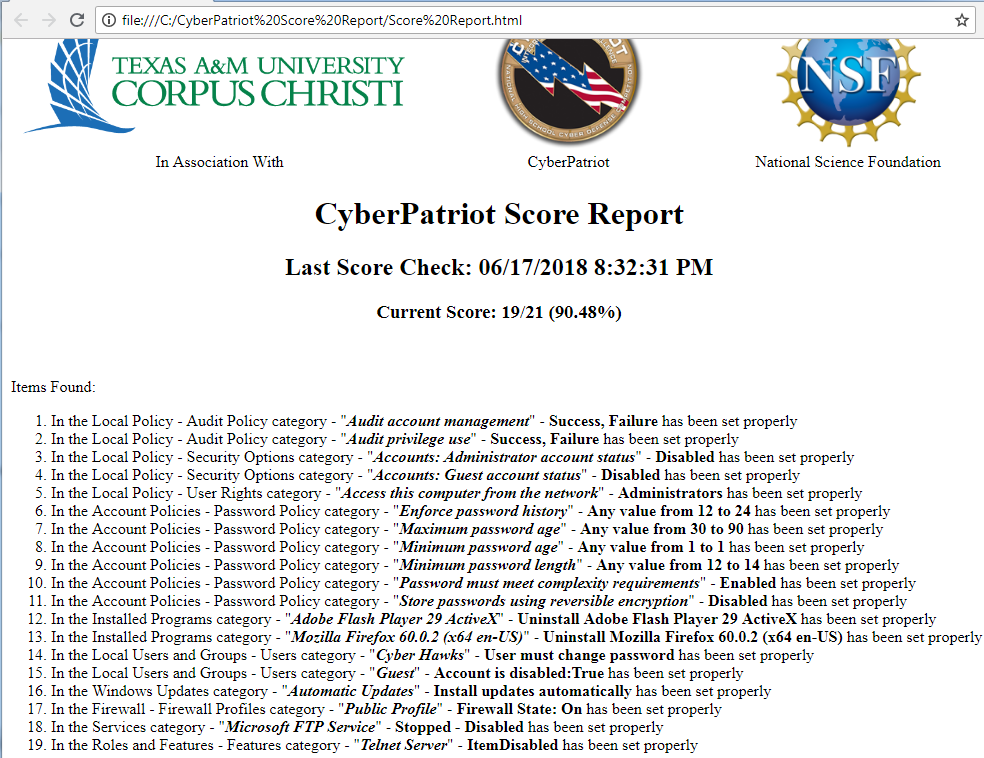 file:///C:/CyberPatriot%20Score%20Report/Score%20Report.html
TEXAS A&M UNIVERSITY
CORPUS CHRISTI
NATIONAL HIGH SCHOOL CYBER DEFENSE COMPETITION
NSF
In Association With
CyberPatriot
National Science Foundation
CyberPatriot Score Report
Last Score Check: 06/17/2018 8:32:31 PM
Current Score: 19/21 (90.48%)
Items Found:
1. In the Local Policy - Audit Policy category - "Audit account management" - Success, Failure has been set properly
2. In the Local Policy - Audit Policy category - "Audit privilege use" - Success, Failure has been set properly
3. In the Local Policy - Security Options category - "Accounts: Administrator account status" - Disabled has been set properly
4. In the Local Policy - Security Options category - "Accounts: Guest account status" - Disabled has been set properly
5. In the Local Policy - User Rights category - "Access this computer from the network" - Administrators has been set properly
6. In the Account Policies - Password Policy category - "Enforce password history" - Any value from 12 to 24 has been set properly
7. In the Account Policies - Password Policy category - "Maximum password age" - Any value from 30 to 90 has been set properly
8. In the Account Policies - Password Policy category - "Minimum password age" - Any value from 1 to 1 has been set properly
9. In the Account Policies - Password Policy category - "Minimum password length" - Any value from 12 to 14 has been set properly
10. In the Account Policies - Password Policy category - "Password must meet complexity requirements" - Enabled has been set properly
11. In the Account Policies - Password Policy category - "Store passwords using reversible encryption" - Disabled has been set properly
12. In the Installed Programs category - "Adobe Flash Player 29 ActiveX" - Uninstall Adobe Flash Player 29 ActiveX has been set properly
13. In the Installed Programs category - "Mozilla Firefox 60.0.2 (x64 en-US)" - Uninstall Mozilla Firefox 60.0.2 (x64 en-US) has been set properly
14. In the Local Users and Groups - Users category - "Cyber Hawks" - User must change password has been set properly
15. In the Local Users and Groups - Users category - "Guest" - Account is disabled:True has been set properly
16. In the Windows Updates category - "Automatic Updates" - Install updates automatically has been set properly
17. In the Firewall - Firewall Profiles category - "Public Profile" - Firewall State: On has been set properly
18. In the Services category - "Microsoft FTP Service" - Stopped - Disabled has been set properly
19. In the Roles and Features - Features category - "Telnet Server" - ItemDisabled has been set properly